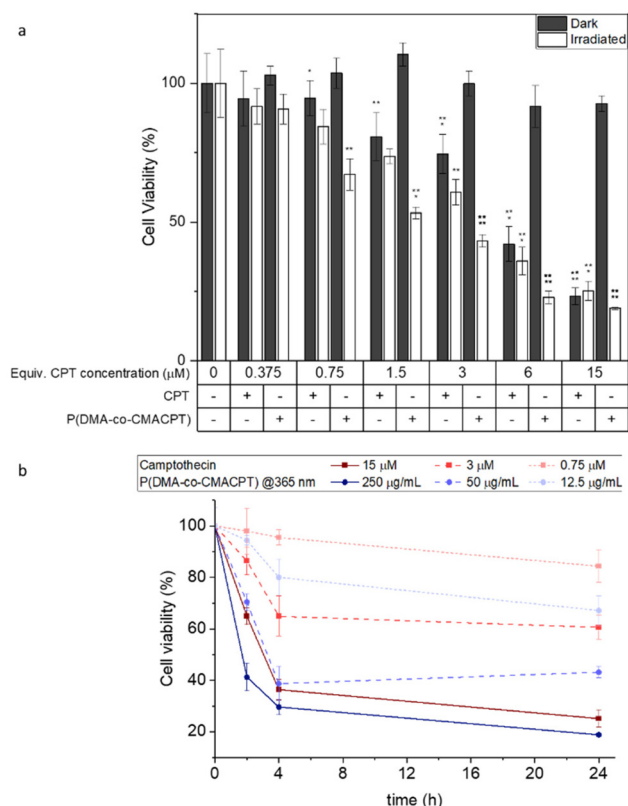 a
Dark
Irradiated
Cell Viability (%)
100
50
0
* ** ** ** * ** * ** * ** ** ** * ** * ** ** ** ** ** * ** **
Equiv. CPT concentration (μM) 0 0.375 0.75 1.5 3 6 15
CPT - + - + - + - + - + - + -
P(DMA-co-CMACPT) - - + - + - + - + - + - +
b
Camptothecin 15 μM 3 μM 0.75 μM
P(DMA-co-CMACPT) @365 nm 250 μg/mL 50 μg/mL 12.5 μg/mL
Cell viability (%)
100
80
60
40
20
0 4 8 12 16 20 24
time (h)